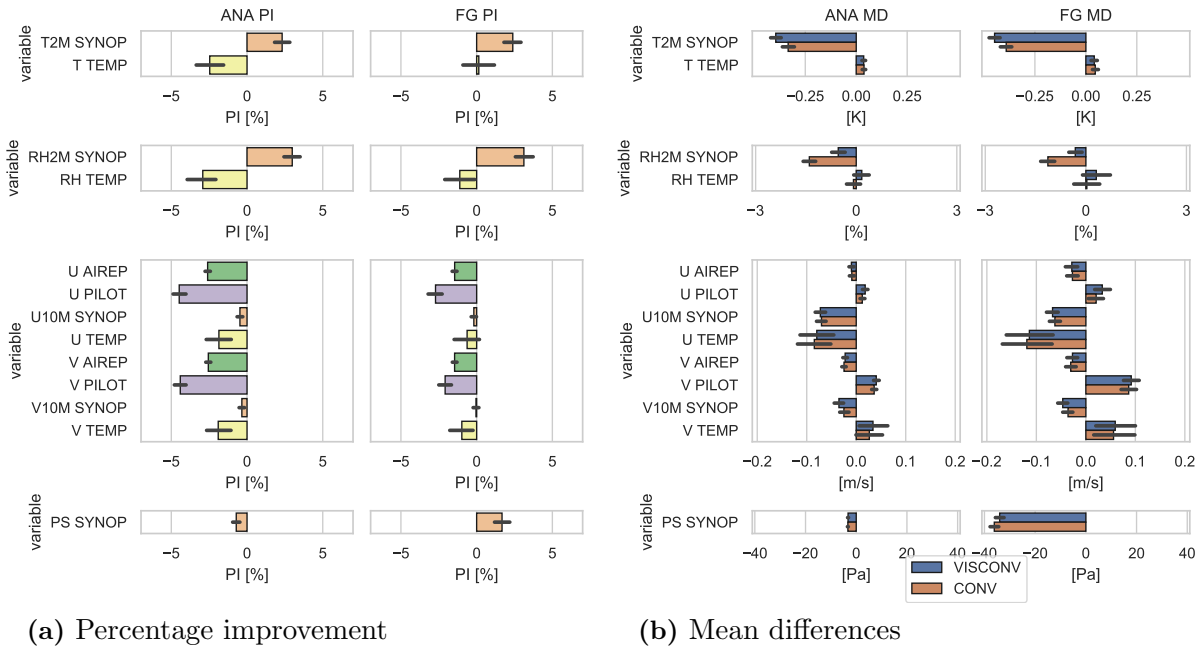 ANA PI FG PI ANA MD FG MD
variable
T2M SYNOP
T TEMP
−5 0 5 −5 0 5
PI [%] PI [%]
variable
RH2M SYNOP
RH TEMP
−5 0 5 −5 0 5
PI [%] PI [%]
variable
U AIREP
U PILOT
U10M SYNOP
U TEMP
V AIREP
V PILOT
V10M SYNOP
V TEMP
−5 0 5 −5 0 5
PI [%] PI [%]
variable
PS SYNOP
−5 0 5 −5 0 5
PI [%] PI [%]
(a) Percentage improvement
variable
T2M SYNOP
T TEMP
−0.25 0.00 0.25 −0.25 0.00 0.25
[K] [K]
variable
RH2M SYNOP
RH TEMP
−3 0 3 −3 0 3
[%] [%]
variable
U AIREP
U PILOT
U10M SYNOP
U TEMP
V AIREP
V PILOT
V10M SYNOP
V TEMP
−0.2 −0.1 0.0 0.1 0.2 −0.2 −0.1 0.0 0.1 0.2
[m/s] [m/s]
variable
PS SYNOP
−40 −20 0 20 40 −40 −20 0 20 40
[Pa] [Pa]
VISCONV
CONV
(b) Mean differences